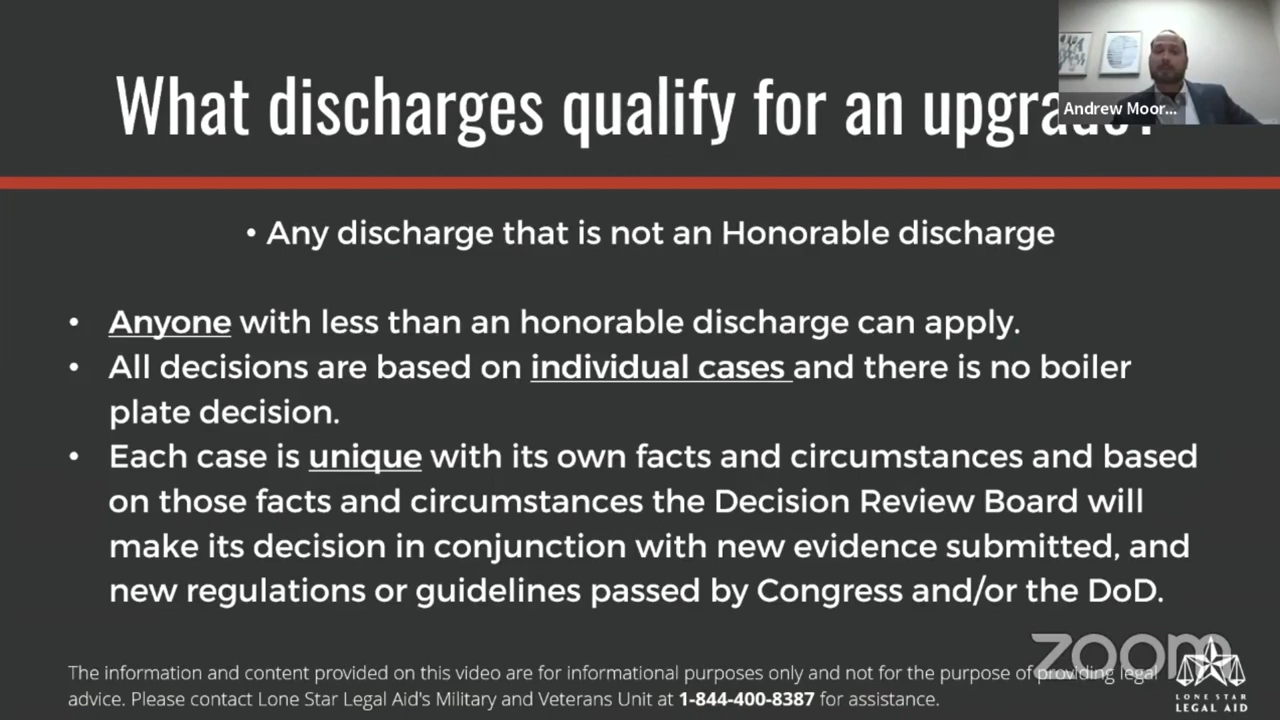 What discharges qualify for an upgrade?
Andrew Moor...
• Any discharge that is not an Honorable discharge
• Anyone with less than an honorable discharge can apply.
• All decisions are based on individual cases and there is no boiler
plate decision.
• Each case is unique with its own facts and circumstances and based
on those facts and circumstances the Decision Review Board will
make its decision in conjunction with new evidence submitted, and
new regulations or guidelines passed by Congress and/or the DoD.
zoom
The information and content provided on this video are for informational purposes only and not for the purpose of providing legal
advice. Please contact Lone Star Legal Aid's Military and Veterans Unit at 1-844-400-8387 for assistance.
LONE STAR
LEGAL AID